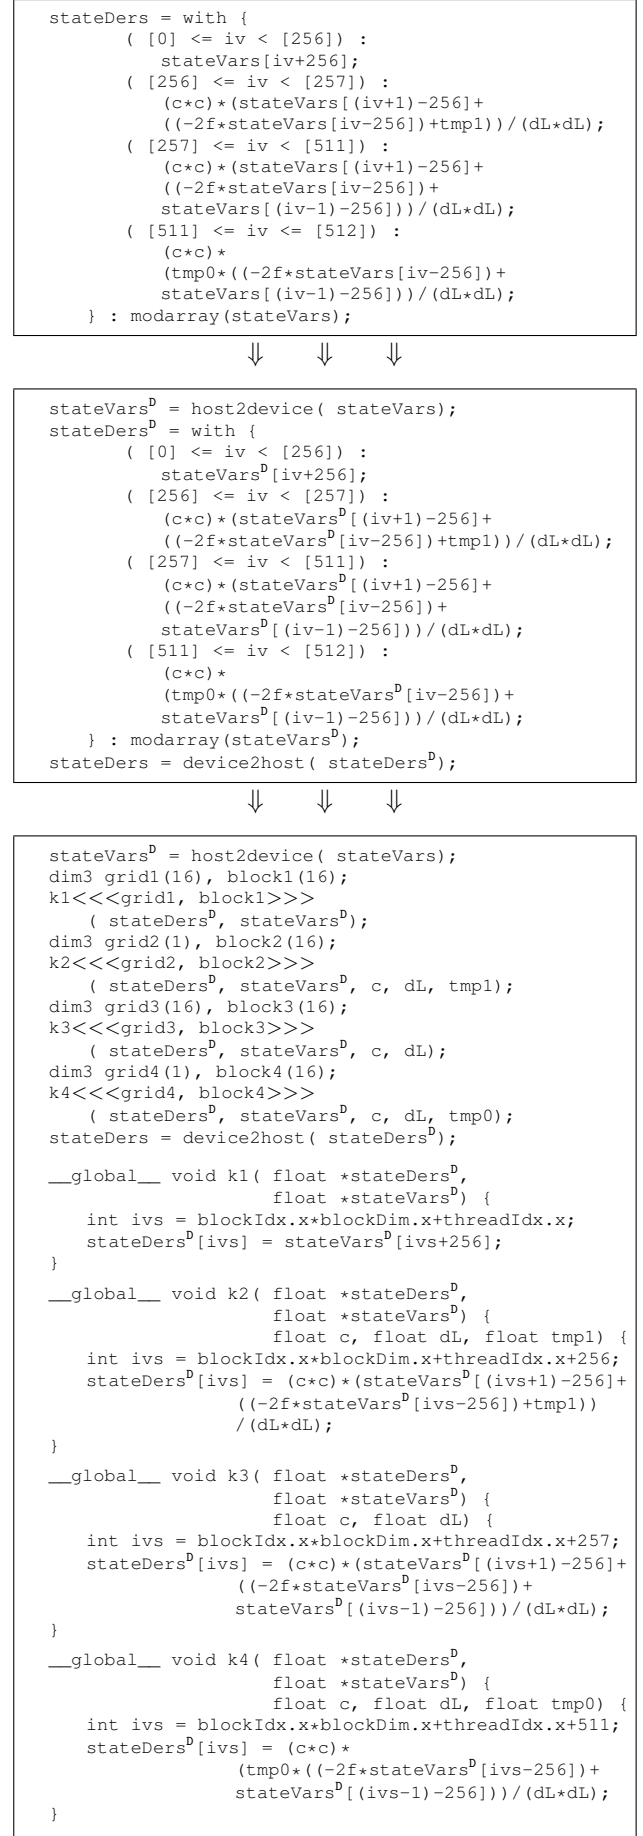 stateDers = with {
( [0] <= iv < [256]) :
stateVars[iv+256];
( [256] <= iv < [257]) :
(c*c)*(stateVars[(iv+1)-256]+
((-2f*stateVars[iv-256])+tmp1))/(dL*dL);
( [257] <= iv < [511]) :
(c*c)*(stateVars[(iv+1)-256]+
((-2f*stateVars[iv-256])+
stateVars[(iv-1)-256]))/(dL*dL);
( [511] <= iv <= [512]) :
(c*c)*
(tmp0*((-2f*stateVars[iv-256])+
stateVars[(iv-1)-256]))/(dL*dL);
} : modarray(stateVars);
⇓ ⇓ ⇓
stateVarsᴰ = host2device( stateVars);
stateDersᴰ = with {
( [0] <= iv < [256]) :
stateVarsᴰ[iv+256];
( [256] <= iv < [257]) :
(c*c)*(stateVarsᴰ[(iv+1)-256]+
((-2f*stateVarsᴰ[iv-256])+tmp1))/(dL*dL);
( [257] <= iv < [511]) :
(c*c)*(stateVarsᴰ[(iv+1)-256]+
((-2f*stateVarsᴰ[iv-256])+
stateVarsᴰ[(iv-1)-256]))/(dL*dL);
( [511] <= iv < [512]) :
(c*c)*
(tmp0*((-2f*stateVarsᴰ[iv-256])+
stateVarsᴰ[(iv-1)-256]))/(dL*dL);
} : modarray(stateVarsᴰ);
stateDers = device2host( stateDersᴰ);
⇓ ⇓ ⇓
stateVarsᴰ = host2device( stateVars);
dim3 grid1(16), block1(16);
k1<<<grid1, block1>>>
( stateDersᴰ, stateVarsᴰ);
dim3 grid2(1), block2(16);
k2<<<grid2, block2>>>
( stateDersᴰ, stateVarsᴰ, c, dL, tmp1);
dim3 grid3(16), block3(16);
k3<<<grid3, block3>>>
( stateDersᴰ, stateVarsᴰ, c, dL);
dim3 grid4(1), block4(16);
k4<<<grid4, block4>>>
( stateDersᴰ, stateVarsᴰ, c, dL, tmp0);
stateDers = device2host( stateDersᴰ);
__global__ void k1( float *stateDersᴰ,
float *stateVarsᴰ) {
int ivs = blockIdx.x*blockDim.x+threadIdx.x;
stateDersᴰ[ivs] = stateVarsᴰ[ivs+256];
}
__global__ void k2( float *stateDersᴰ,
float *stateVarsᴰ) {
float c, float dL, float tmp1) {
int ivs = blockIdx.x*blockDim.x+threadIdx.x+256;
stateDersᴰ[ivs] = (c*c)*(stateVarsᴰ[(ivs+1)-256]+
((-2f*stateVarsᴰ[ivs-256])+tmp1))
/(dL*dL);
}
__global__ void k3( float *stateDersᴰ,
float *stateVarsᴰ) {
float c, float dL) {
int ivs = blockIdx.x*blockDim.x+threadIdx.x+257;
stateDersᴰ[ivs] = (c*c)*(stateVarsᴰ[(ivs+1)-256]+
((-2f*stateVarsᴰ[ivs-256])+
stateVarsᴰ[(ivs-1)-256]))/(dL*dL);
}
__global__ void k4( float *stateDersᴰ,
float *stateVarsᴰ) {
float c, float dL, float tmp0) {
int ivs = blockIdx.x*blockDim.x+threadIdx.x+511;
stateDersᴰ[ivs] = (c*c)*
(tmp0*((-2f*stateVarsᴰ[ivs-256])+
stateVarsᴰ[(ivs-1)-256]))/(dL*dL);
}